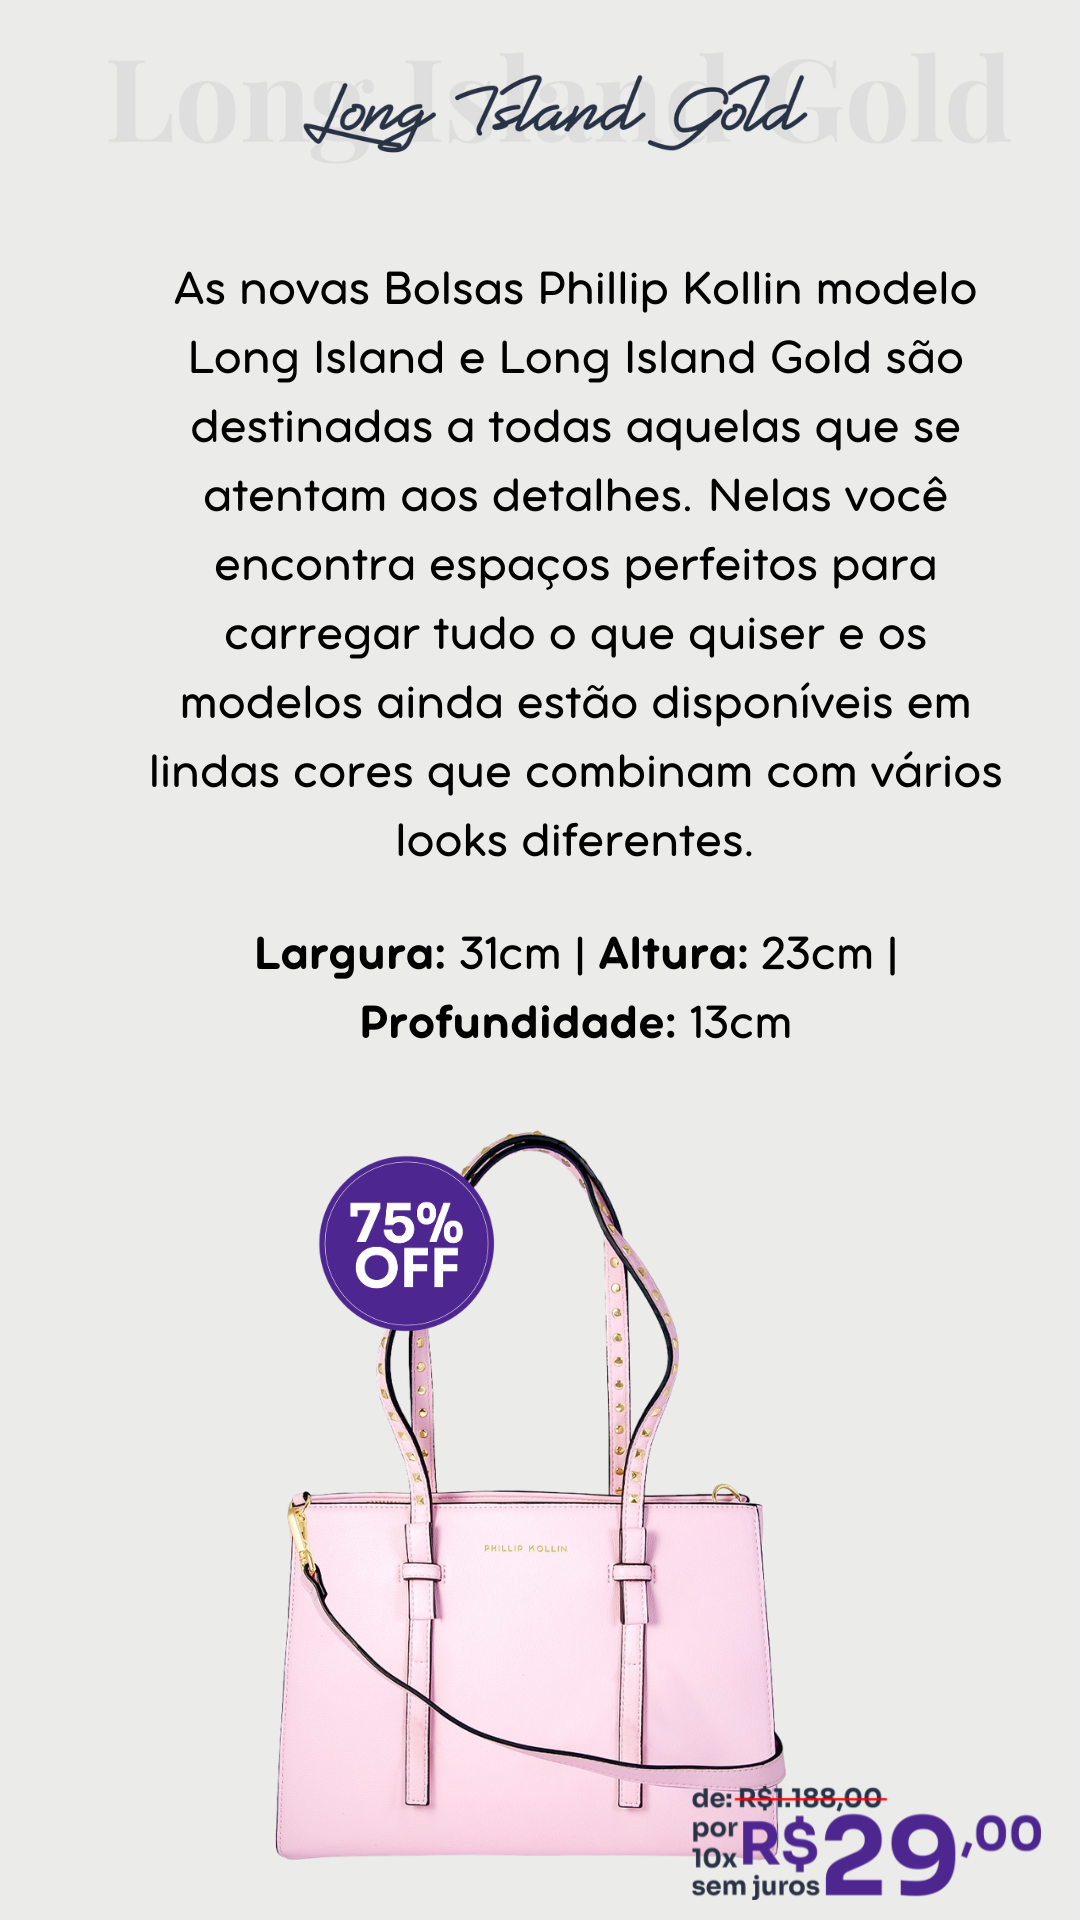 Long Island Gold
Long Island Gold
As novas Bolsas Phillip Kollin modelo
Long Island e Long Island Gold são
destinadas a todas aquelas que se
atentam aos detalhes. Nelas você
encontra espaços perfeitos para
carregar tudo o que quiser e os
modelos ainda estão disponíveis em
lindas cores que combinam com vários
looks diferentes.
Largura: 31cm | Altura: 23cm |
Profundidade: 13cm
75%
OFF
PHILLIP KOLLIN
de: R$1.188,00
por
10x
sem juros
R$29,00